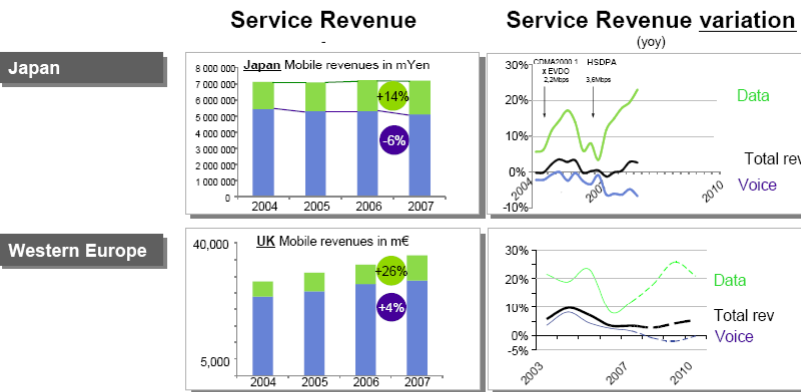 Service Revenue
Service Revenue variation
-
(yoy)
Japan
Japan Mobile revenues in mYen
8 000 000
7 000 000
6 000 000
5 000 000
4 000 000
3 000 000
2 000 000
1 000 000
0
+14%
-6%
2004 2005 2006 2007
30%
20%
10%
0%
-10%
CDMA2000 1 HSDPA
X EVDO
2,2Mbps 3,6Mbps
Data
Total rev
Voice
2004 2007 2010
Western Europe
UK Mobile revenues in m€
40,000
5,000
+26%
+4%
2004 2005 2006 2007
30%
20%
10%
0%
-5%
Data
Total rev
Voice
2003 2007 2010